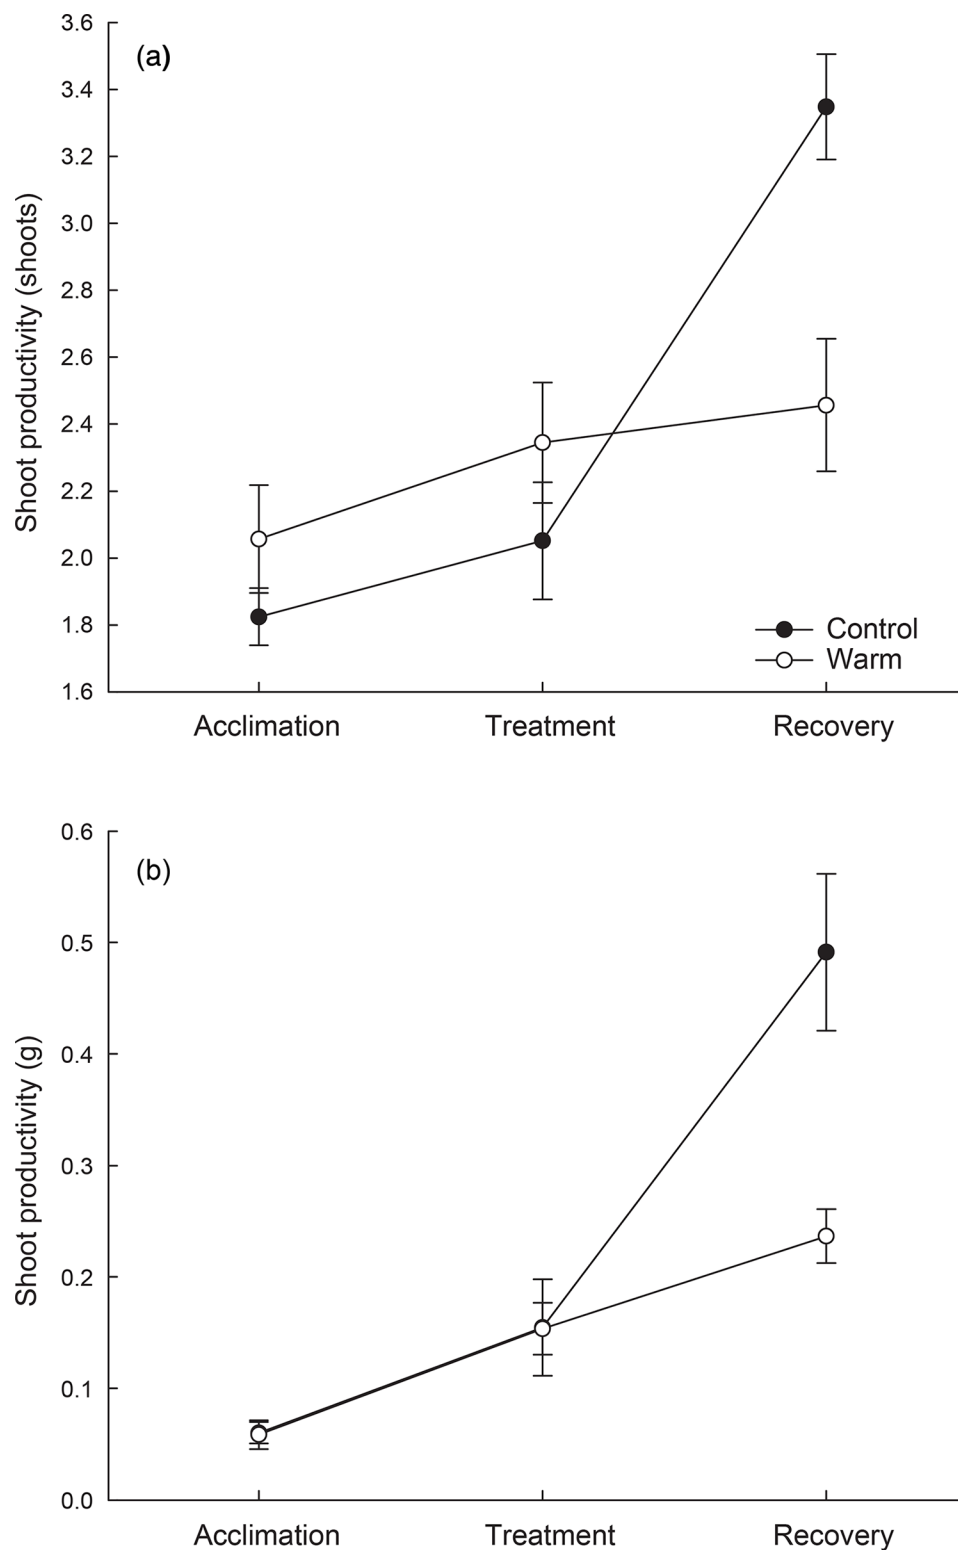 (a)
Shoot productivity (shoots)
3.6
3.4
3.2
3.0
2.8
2.6
2.4
2.2
2.0
1.8
1.6
Control
Warm
Acclimation Treatment Recovery
(b)
Shoot productivity (g)
0.6
0.5
0.4
0.3
0.2
0.1
0.0
Acclimation Treatment Recovery